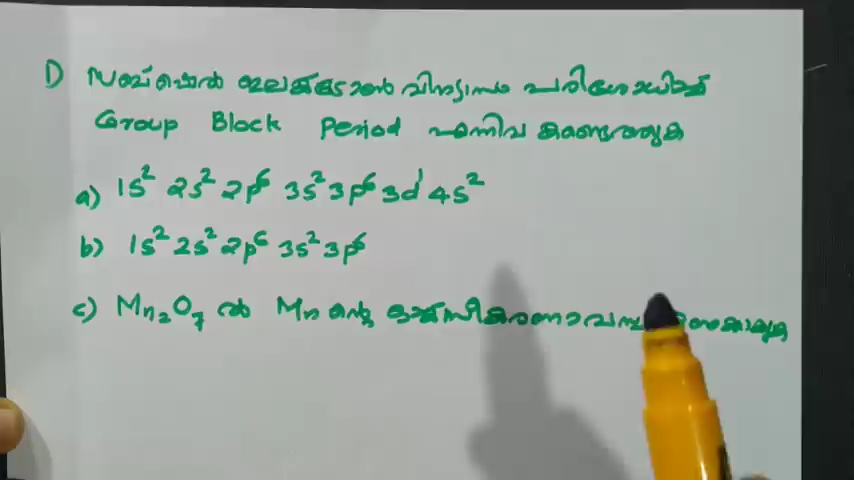 1) സബ്ഷെൽ ഇലക്ട്രോൺ വിന്യാസം പരിശോധിച്ച്
Group Block Period എന്നിവ കണ്ടെത്തുക
a) 1s² 2s² 2p⁶ 3s² 3p⁶ 3d¹ 4s²
b) 1s² 2s² 2p⁶ 3s² 3p⁶
c) Mn₂O₇ ൽ Mn ന്റെ ഓക്സീകരണാവസ്ഥ